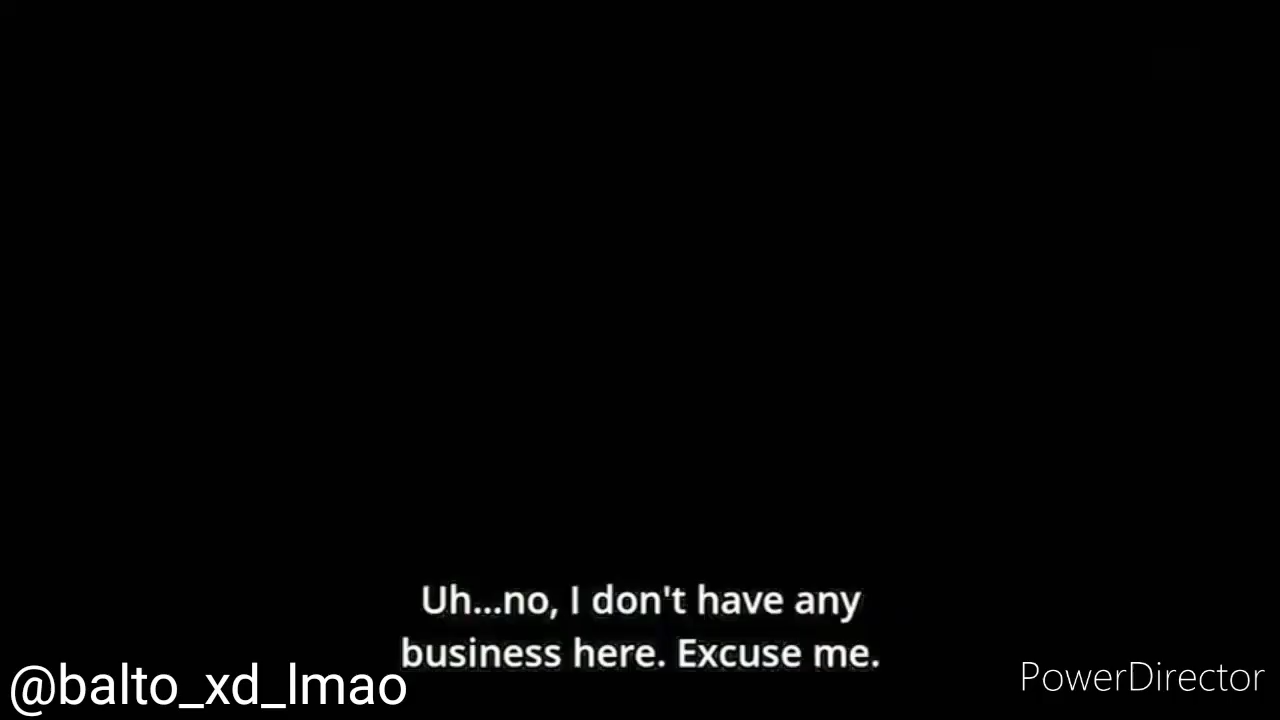 Uh...no, I don't have any
business here. Excuse me.
@balto_xd_lmao
PowerDirector